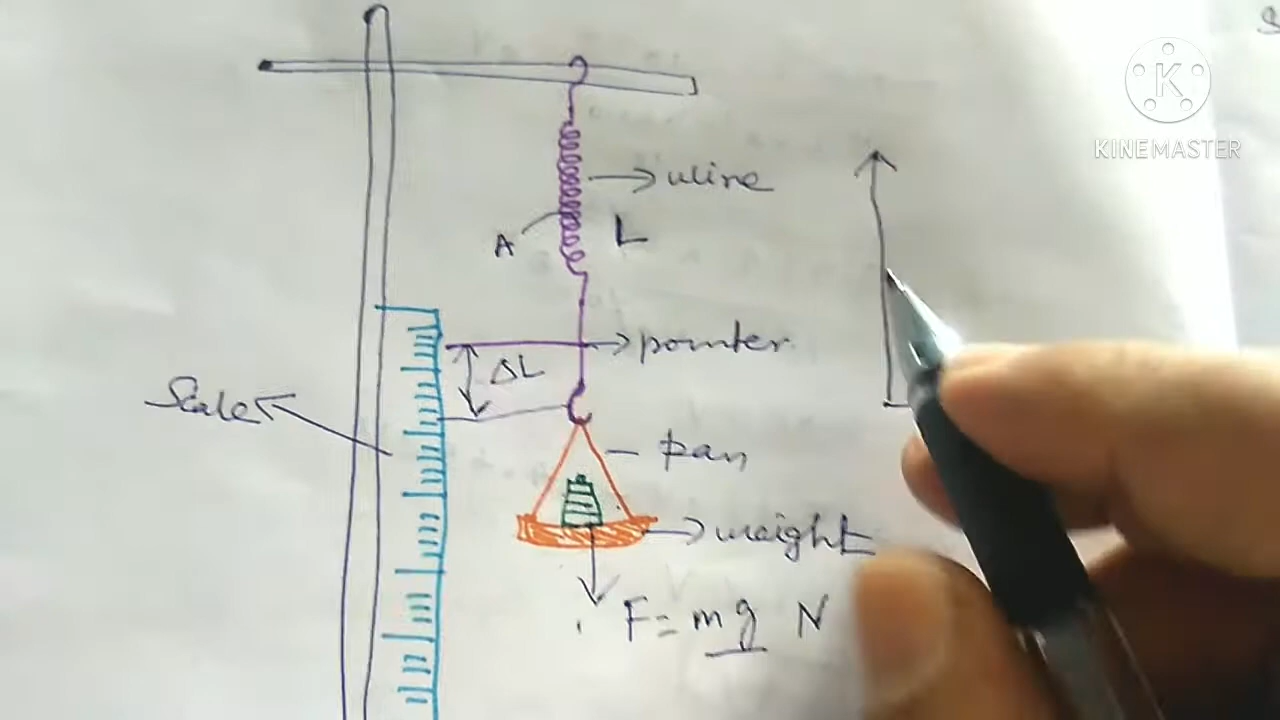 K
KINEMASTER
S
wire
A
L
pointer
ΔL
Scale
pan
weight
F = mg N